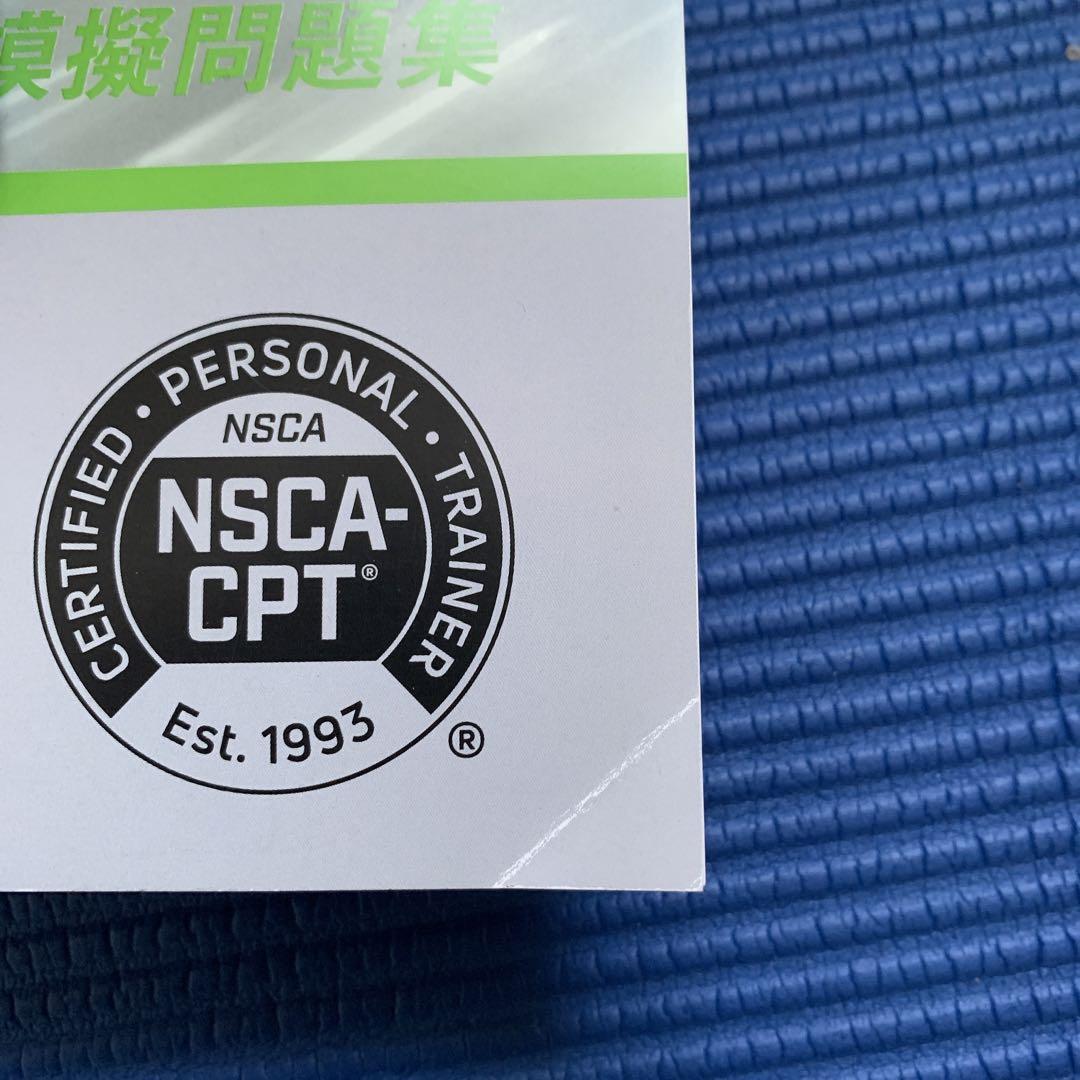 模擬問題集
CERTIFIED • PERSONAL • TRAINER
NSCA
NSCA-
CPT®
Est. 1993
®